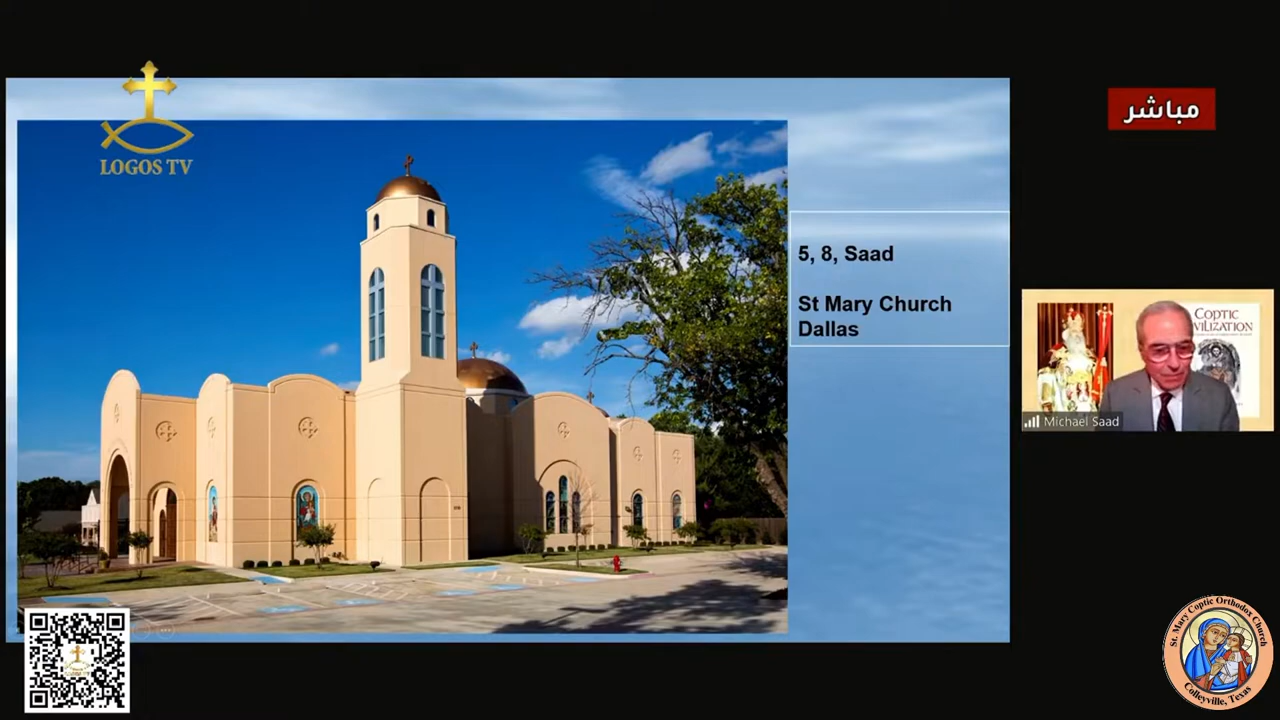 LOGOS TV
مباشر
5, 8, Saad
St Mary Church
Dallas
COPTIC
Michael Saad
St. Mary Coptic Orthodox Church
Colleyville, Texas